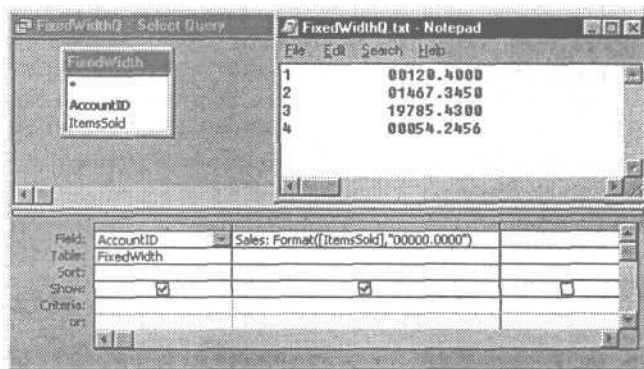 FixedWidthQ - Select Query
FixedWidth
*
AccountID
ItemsSold
FixedWidthQ.txt - Notepad
File Edit Search Help
1 00120.4000
2 01467.3450
3 19785.4300
4 00054.2456
Field: AccountID Sales: Format([ItemsSold],"00000.0000")
Table: FixedWidth
Sort:
Show:
Criteria:
or: